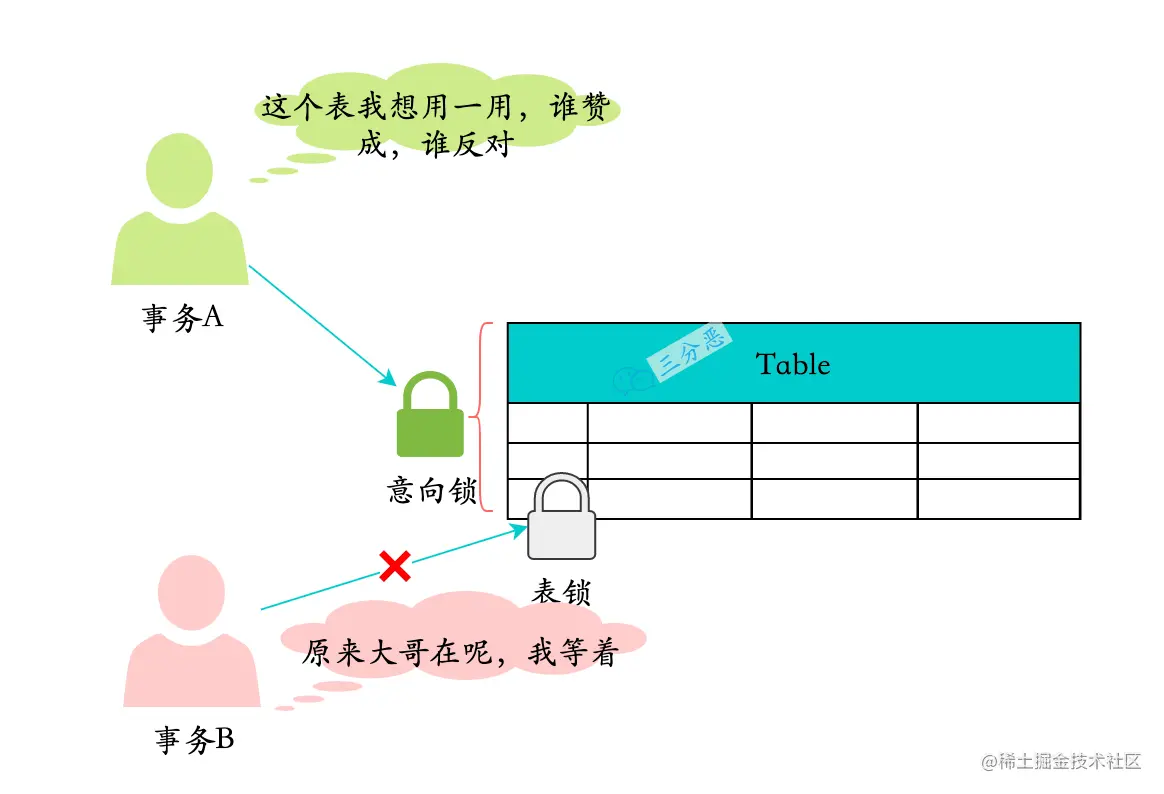 这个表我想用一用，谁赞
成，谁反对
事务A
三分恶
Table
意向锁
表锁
原来大哥在呢，我等着
事务B
@稀土掘金技术社区